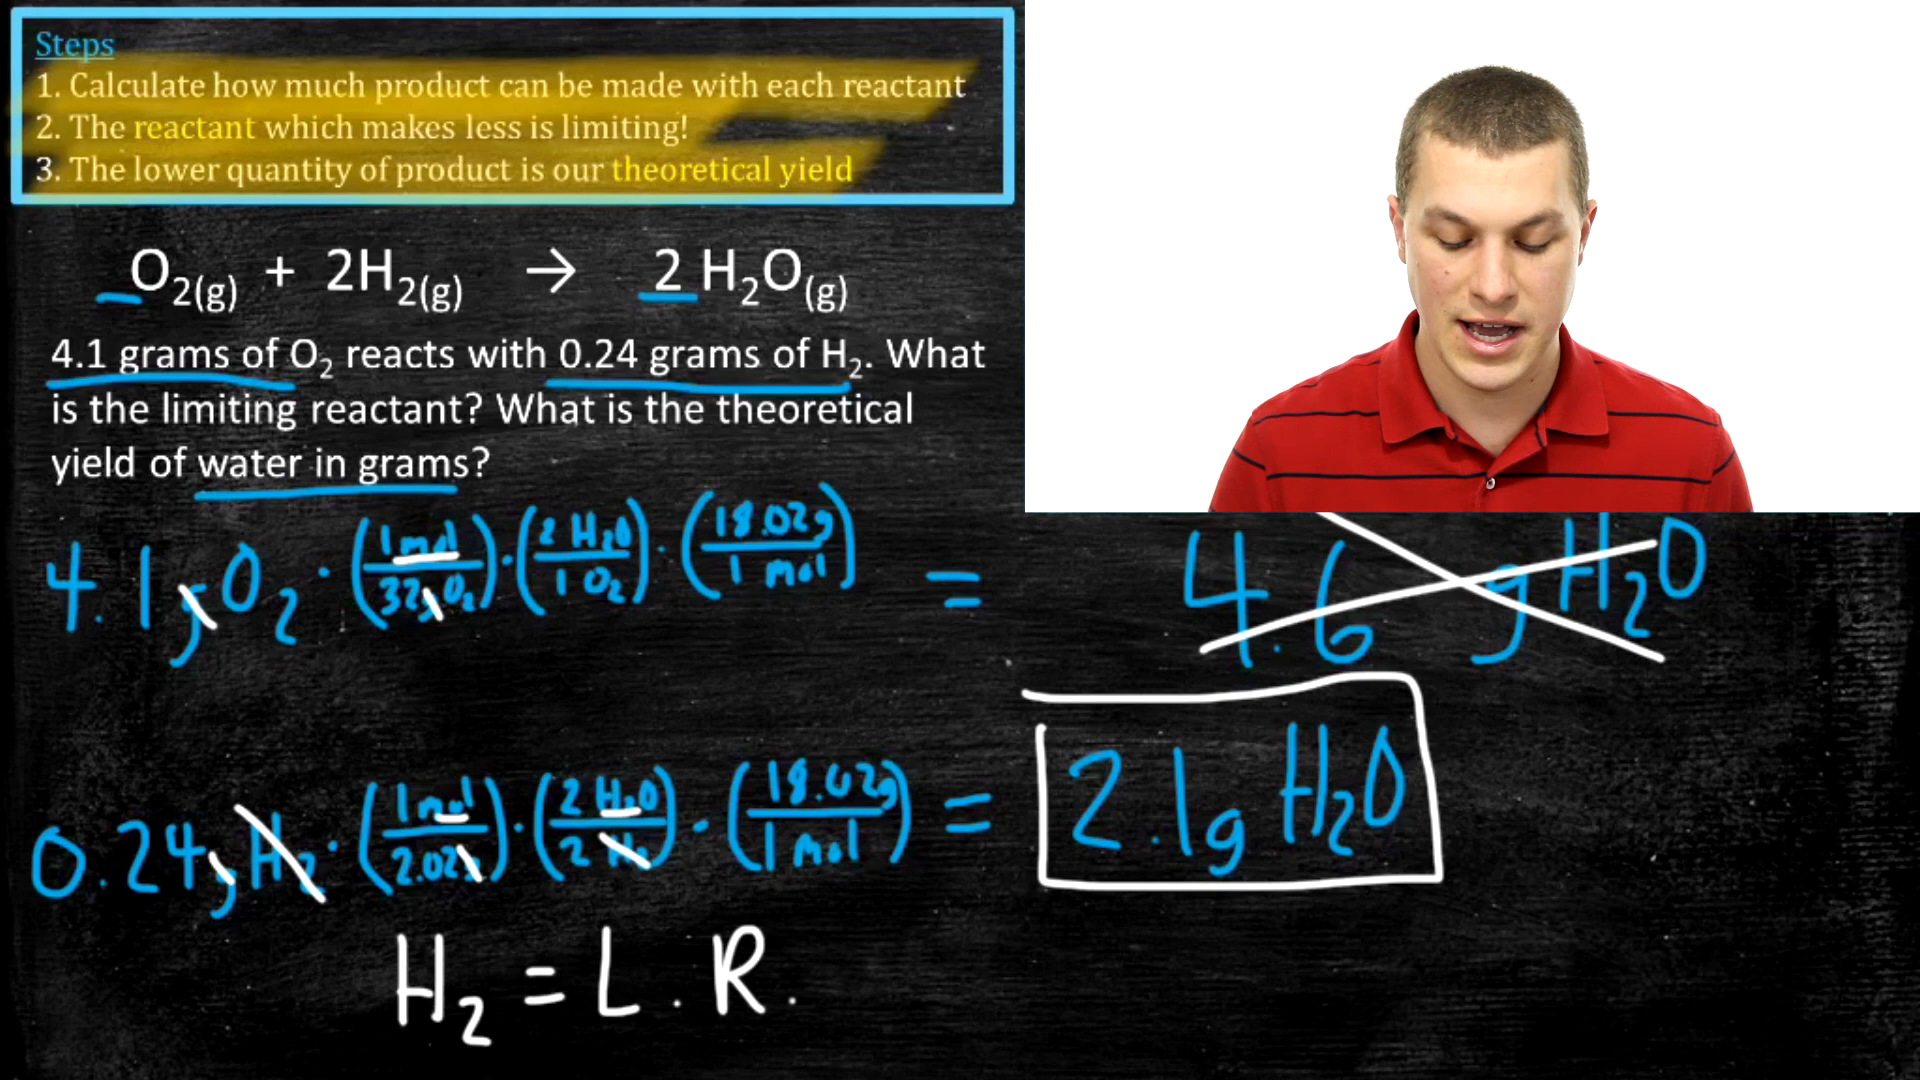 Steps
1. Calculate how much product can be made with each reactant
2. The reactant which makes less is limiting!
3. The lower quantity of product is our theoretical yield
_O₂(g) + 2H₂(g) → 2 H₂O(g)
4.1 grams of O₂ reacts with 0.24 grams of H₂. What
is the limiting reactant? What is the theoretical
yield of water in grams?
4.1g O₂ · (1 mol / 32g O₂) · (2 H₂O / 1 O₂) · (18.02g / 1 mol) = 4.6 g H₂O
0.24g H₂ · (1 mol / 2.02g) · (2 H₂O / 2 H₂) · (18.02g / 1 mol) = 2.1g H₂O
H₂ = L.R.